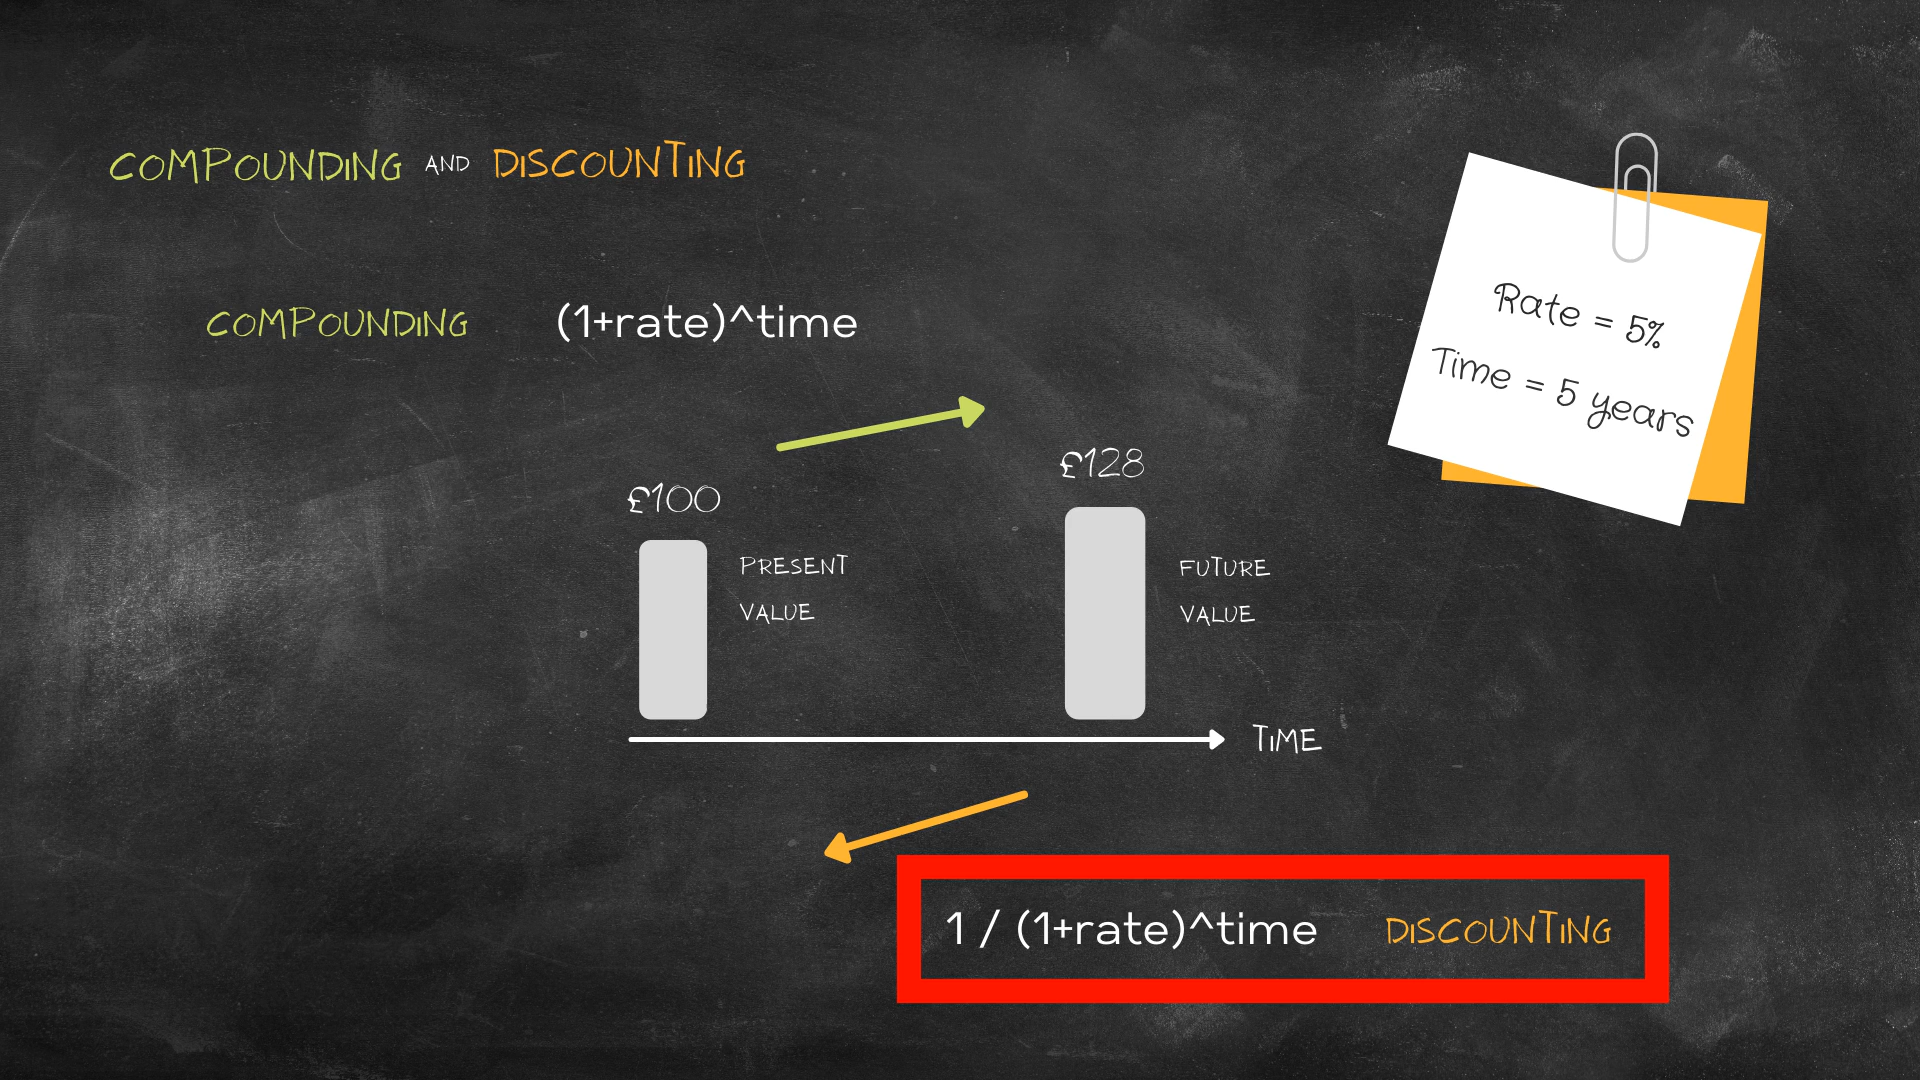 COMPOUNDING AND DISCOUNTING
COMPOUNDING (1+rate)^time
Rate = 5%
Time = 5 years
£100
£128
PRESENT
VALUE
FUTURE
VALUE
TIME
1 / (1+rate)^time DISCOUNTING